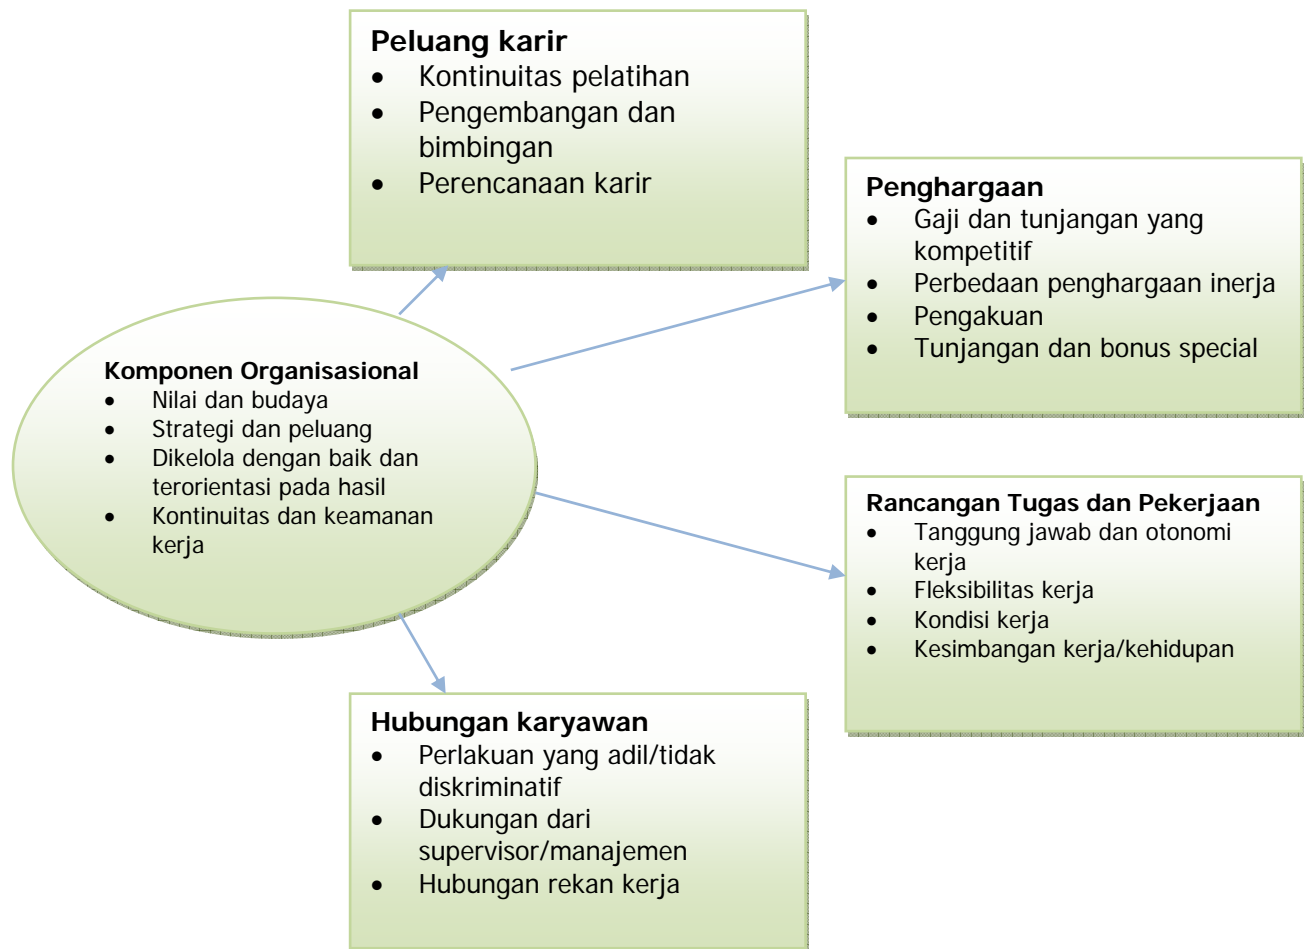 Peluang karir
• Kontinuitas pelatihan
• Pengembangan dan
bimbingan
• Perencanaan karir
Penghargaan
• Gaji dan tunjangan yang
kompetitif
• Perbedaan penghargaan inerja
• Pengakuan
• Tunjangan dan bonus special
Komponen Organisasional
• Nilai dan budaya
• Strategi dan peluang
• Dikelola dengan baik dan
terorientasi pada hasil
• Kontinuitas dan keamanan
kerja
Rancangan Tugas dan Pekerjaan
• Tanggung jawab dan otonomi
kerja
• Fleksibilitas kerja
• Kondisi kerja
• Kesimbangan kerja/kehidupan
Hubungan karyawan
• Perlakuan yang adil/tidak
diskriminatif
• Dukungan dari
supervisor/manajemen
• Hubungan rekan kerja